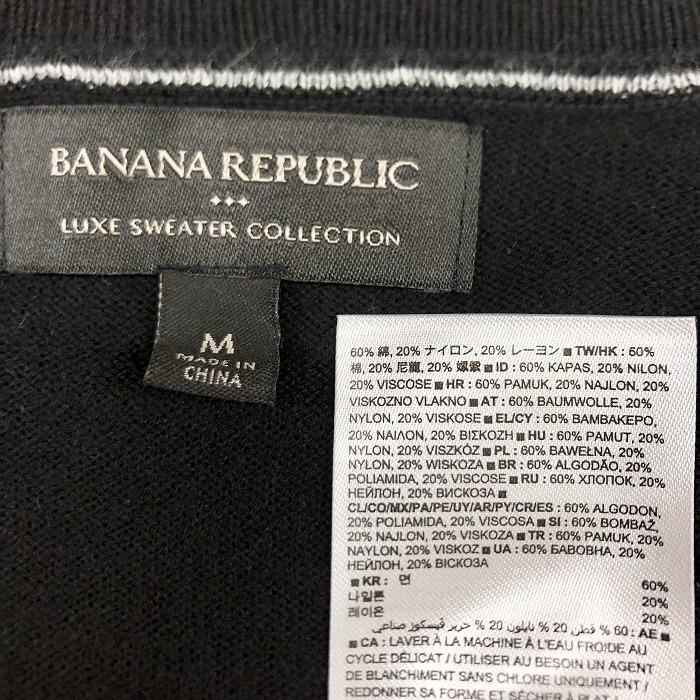 BANANA REPUBLIC
LUXE SWEATER COLLECTION
M
MADE IN
CHINA
60% 綿, 20% ナイロン, 20% レーヨン ■ TW/HK : 60%
棉, 20% 尼龍, 20% 嫘縈 ■ ID : 60% KAPAS, 20% NILON,
20% VISCOSE ■ HR : 60% PAMUK, 20% NAJLON, 20%
VISKOZNO VLAKNO ■ AT : 60% BAUMWOLLE, 20%
NYLON, 20% VISKOSE ■ EL/CY : 60% ΒΑΜΒΑΚΕΡΟ,
20% ΝΑΙΛΟΝ, 20% ΒΙΣΚΟΖΗ ■ HU : 60% PAMUT, 20%
NYLON, 20% VISZKÓZ ■ PL : 60% BAWEŁNA, 20%
NYLON, 20% WISKOZA ■ BR : 60% ALGODÃO, 20%
POLIAMIDA, 20% VISCOSE ■ RU : 60% ХЛОПОК, 20%
НЕЙЛОН, 20% ВИСКОЗА ■
CL/CO/MX/PA/PE/UY/AR/PY/CR/ES : 60% ALGODON,
20% POLIAMIDA, 20% VISCOSA ■ SI : 60% BOMBAŽ,
20% NAJLON, 20% VISKOZA ■ TR : 60% PAMUK, 20%
NAYLON, 20% VISKOZ ■ UA : 60% БАВОВНА, 20%
НЕЙЛОН, 20% ВІСКОЗА
■ KR : 면 60%
나일론 20%
레이온 20%
AE ■ : 60 % قطن 20 % نايلون 20 % حرير فيسكوز صناعي
■ CA : LAVER À LA MACHINE À L'EAU FROIDE AU
CYCLE DÉLICAT / UTILISER AU BESOIN UN AGENT
DE BLANCHIMENT SANS CHLORE UNIQUEMENT /
REDONNER SA FORME ET SÉCHER À PLAT